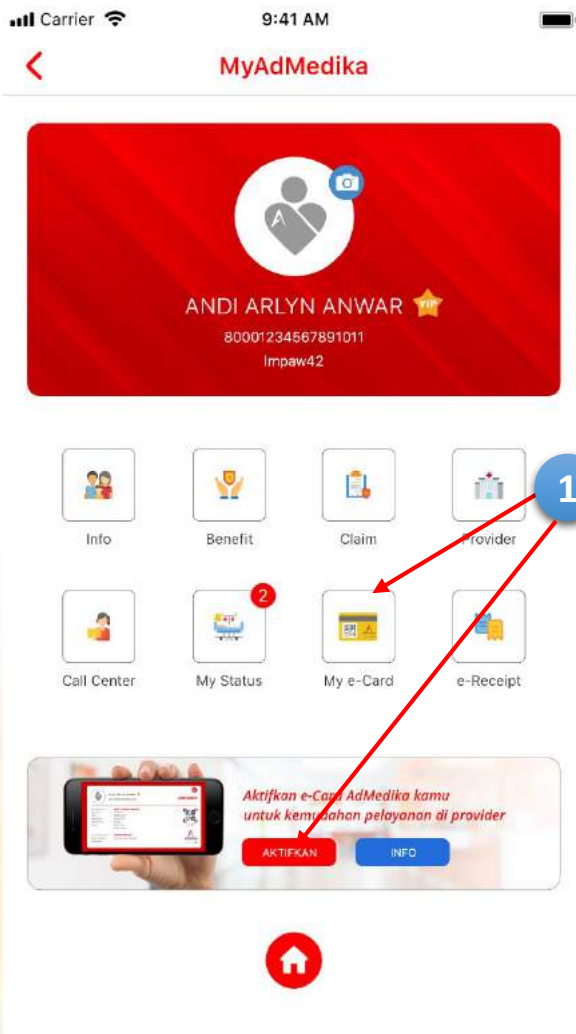 Carrier 9:41 AM
MyAdMedika
ANDI ARLYN ANWAR VIP
80001234567891011
Impaw42
1
Info Benefit Claim Provider
2
Call Center My Status My e-Card e-Receipt
Aktifkan e-Card AdMedika kamu
untuk kemudahan pelayanan di provider
AKTIFKAN INFO